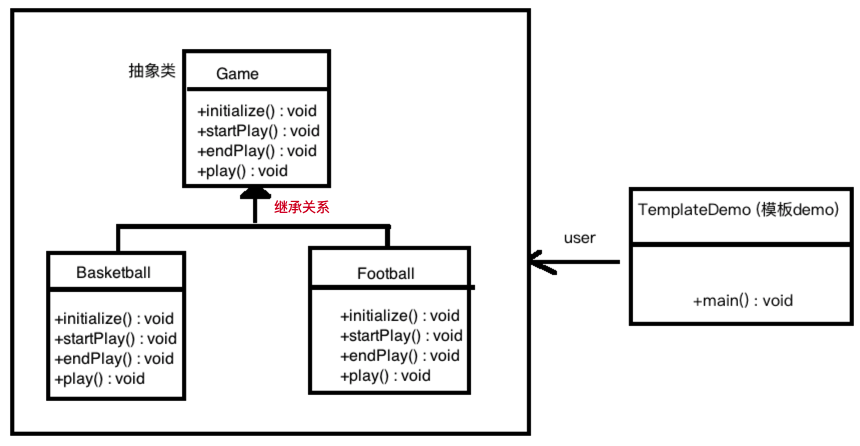 抽象类
Game
+initialize() : void
+startPlay() : void
+endPlay() : void
+play() : void
继承关系
Basketball
+initialize() : void
+startPlay() : void
+endPlay() : void
+play() : void
Football
+initialize() : void
+startPlay() : void
+endPlay() : void
+play() : void
user
TemplateDemo (模板demo)
+main() : void